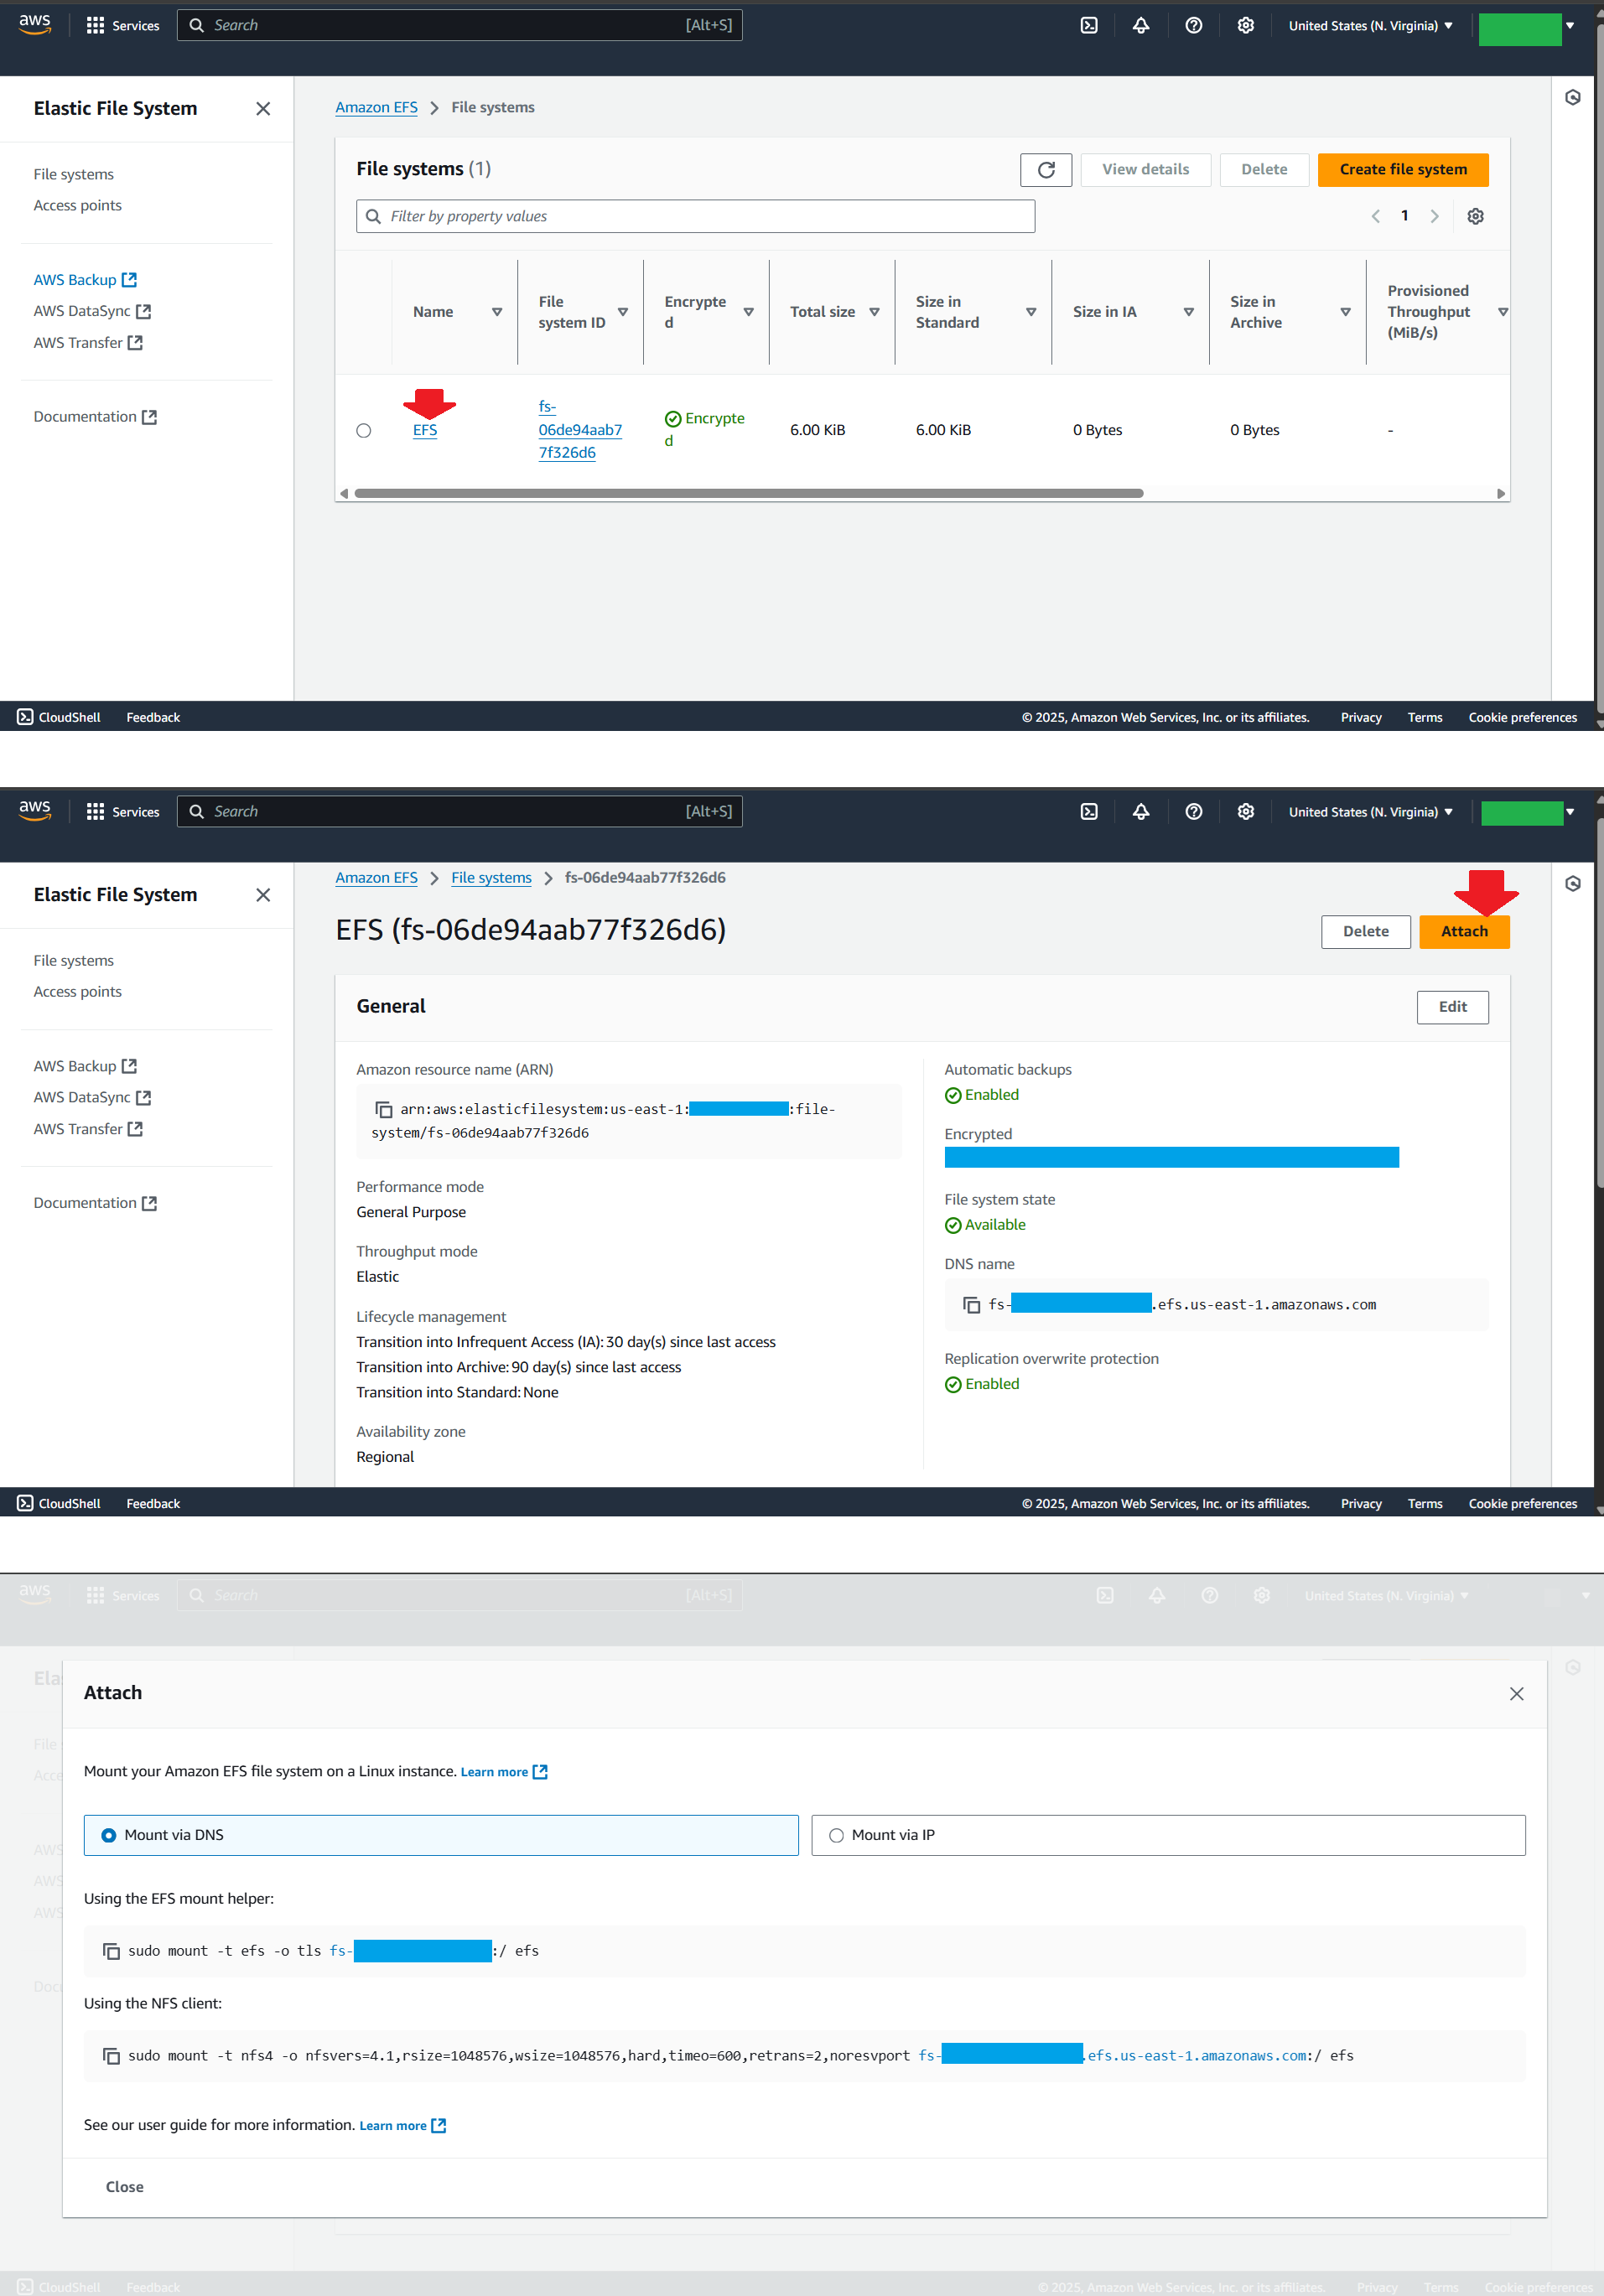 aws
Services
Search
[Alt+S]
United States (N. Virginia)
Elastic File System
File systems
Access points
AWS Backup
AWS DataSync
AWS Transfer
Documentation
Amazon EFS
File systems
File systems (1)
View details
Delete
Create file system
Filter by property values
1
Name
File
system ID
Encrypte
d
Total size
Size in
Standard
Size in IA
Size in
Archive
Provisioned
Throughput
(MiB/s)
EFS
fs-
06de94aab7
7f326d6
Encrypte
d
6.00 KiB
6.00 KiB
0 Bytes
0 Bytes
-
CloudShell
Feedback
© 2025, Amazon Web Services, Inc. or its affiliates.
Privacy
Terms
Cookie preferences
aws
Services
Search
[Alt+S]
United States (N. Virginia)
Elastic File System
File systems
Access points
AWS Backup
AWS DataSync
AWS Transfer
Documentation
Amazon EFS
File systems
fs-06de94aab77f326d6
EFS (fs-06de94aab77f326d6)
Delete
Attach
General
Edit
Amazon resource name (ARN)
arn:aws:elasticfilesystem:us-east-1: :file-
system/fs-06de94aab77f326d6
Performance mode
General Purpose
Throughput mode
Elastic
Lifecycle management
Transition into Infrequent Access (IA): 30 day(s) since last access
Transition into Archive: 90 day(s) since last access
Transition into Standard: None
Availability zone
Regional
Automatic backups
Enabled
Encrypted
File system state
Available
DNS name
fs- .efs.us-east-1.amazonaws.com
Replication overwrite protection
Enabled
CloudShell
Feedback
© 2025, Amazon Web Services, Inc. or its affiliates.
Privacy
Terms
Cookie preferences
aws
Services
Search
[Alt+S]
United States (N. Virginia)
Ela
File
Acce
AWS
AWS
AWS
Doc
Attach
Mount your Amazon EFS file system on a Linux instance. Learn more
Mount via DNS
Mount via IP
Using the EFS mount helper:
sudo mount -t efs -o tls fs- :/ efs
Using the NFS client:
sudo mount -t nfs4 -o nfsvers=4.1,rsize=1048576,wsize=1048576,hard,timeo=600,retrans=2,noresvport fs- .efs.us-east-1.amazonaws.com:/ efs
See our user guide for more information. Learn more
Close
CloudShell
Feedback
© 2025, Amazon Web Services, Inc. or its affiliates.
Privacy
Terms
Cookie preferences